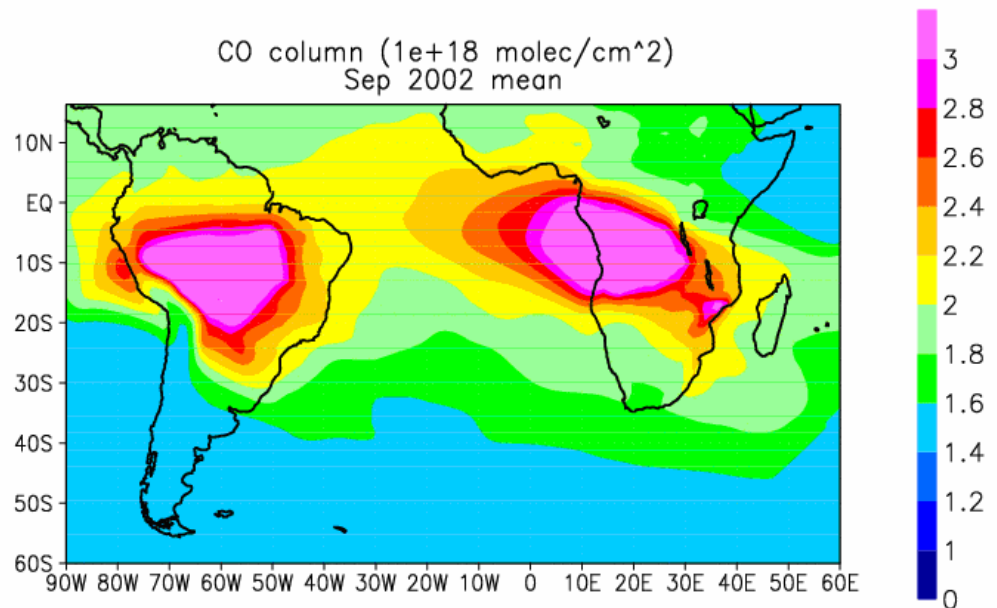 CO column (1e+18 molec/cm^2)
Sep 2002 mean
10N
EQ
10S
20S
30S
40S
50S
60S
90W 80W 70W 60W 50W 40W 30W 20W 10W 0 10E 20E 30E 40E 50E 60E
3
2.8
2.6
2.4
2.2
2
1.8
1.6
1.4
1.2
1
0